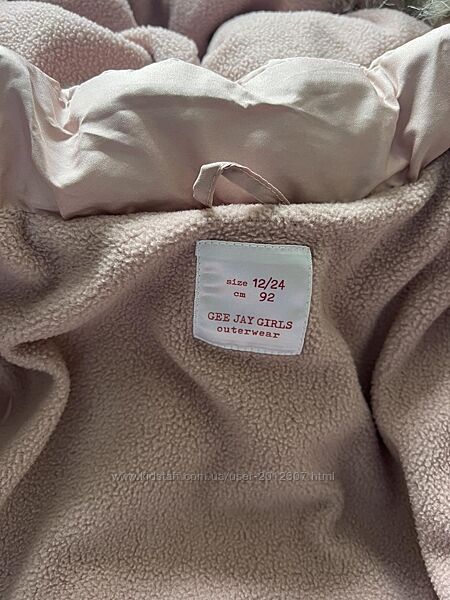 size 12/24
cm 92
GEE JAY GIRLS
outerwear
www.kidstaff.com.ua/user-2012307.html